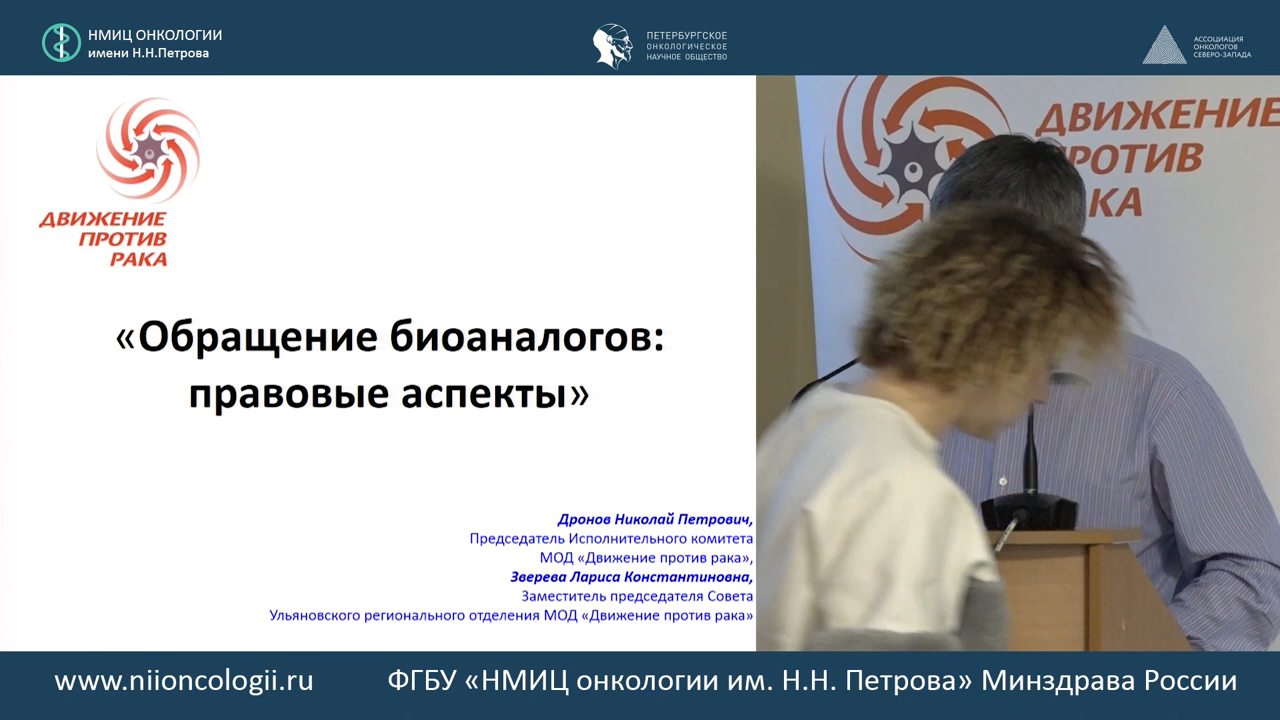 НМИЦ ОНКОЛОГИИ
имени Н.Н.Петрова
ПЕТЕРБУРГСКОЕ
ОНКОЛОГИЧЕСКОЕ
НАУЧНОЕ ОБЩЕСТВО
АССОЦИАЦИЯ
ОНКОЛОГОВ
СЕВЕРО-ЗАПАДА
ДВИЖЕНИЕ
ПРОТИВ
РАКА
«Обращение биоаналогов:
правовые аспекты»
Дронов Николай Петрович,
Председатель Исполнительного комитета
МОД «Движение против рака»,
Зверева Лариса Константиновна,
Заместитель председателя Совета
Ульяновского регионального отделения МОД «Движение против рака»
ДВИЖЕНИЕ
РОТИВ
КА
www.niioncologii.ru
ФГБУ «НМИЦ онкологии им. Н.Н. Петрова» Минздрава России